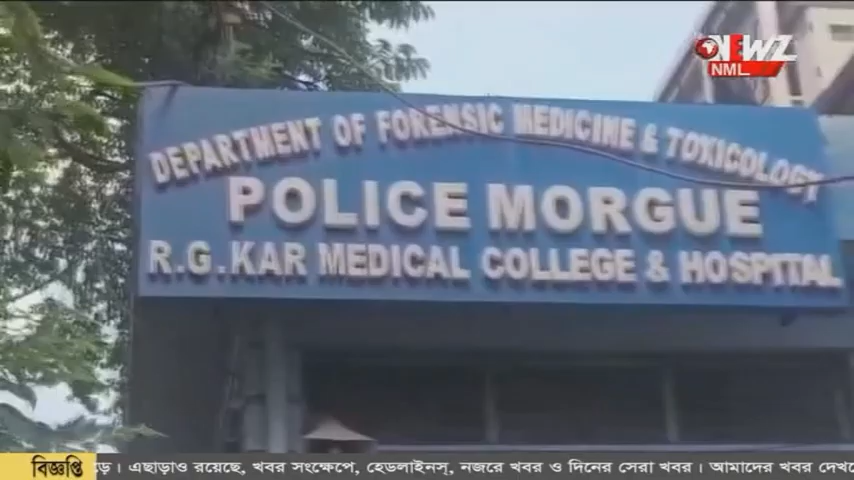 NEWZ
NML
DEPARTMENT OF FORENSIC MEDICINE & TOXICOLOGY
POLICE MORGUE
R.G.KAR MEDICAL COLLEGE & HOSPITAL
বিজ্ঞপ্তি
ড়ে। এছাড়াও রয়েছে, খবর সংক্ষেপে, হেডলাইনস্, নজরে খবর ও দিনের সেরা খবর। আমাদের খবর